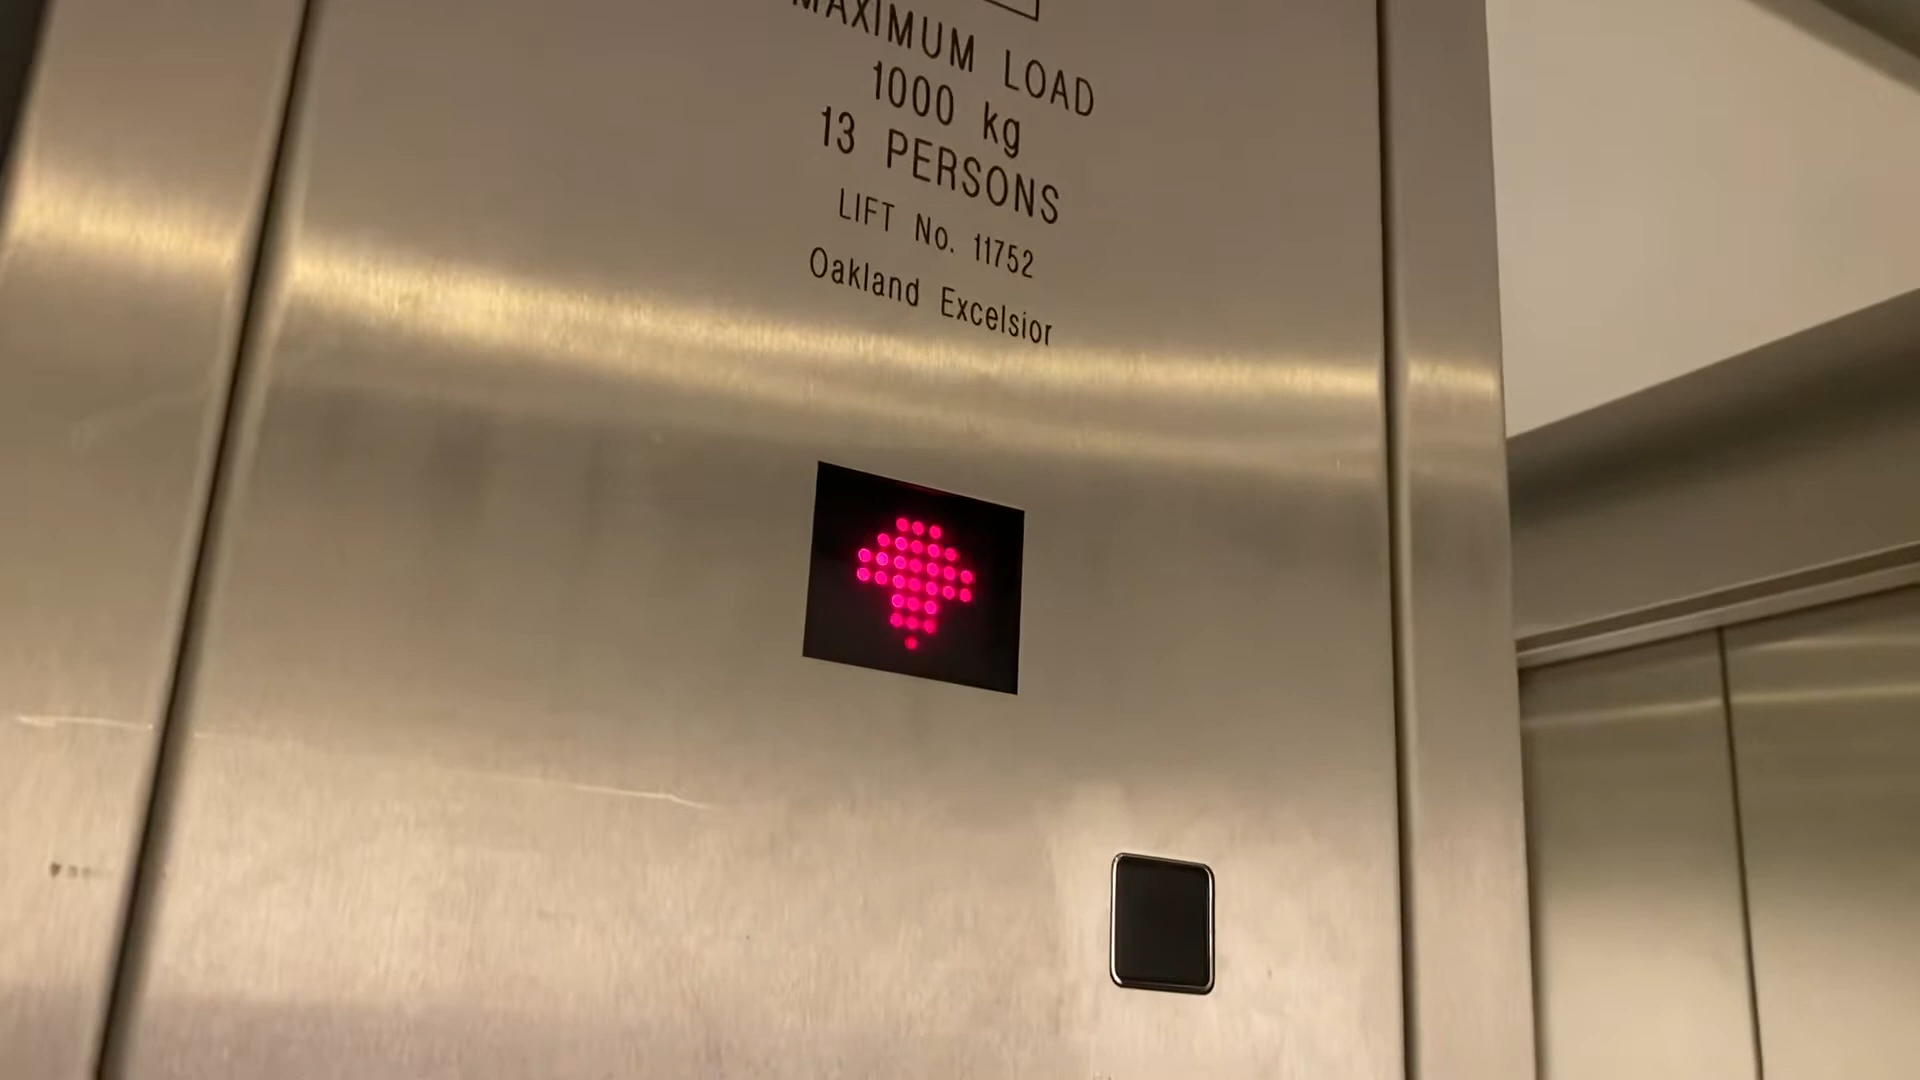 MAXIMUM LOAD
1000 kg
13 PERSONS
LIFT No. 11752
Oakland Excelsior